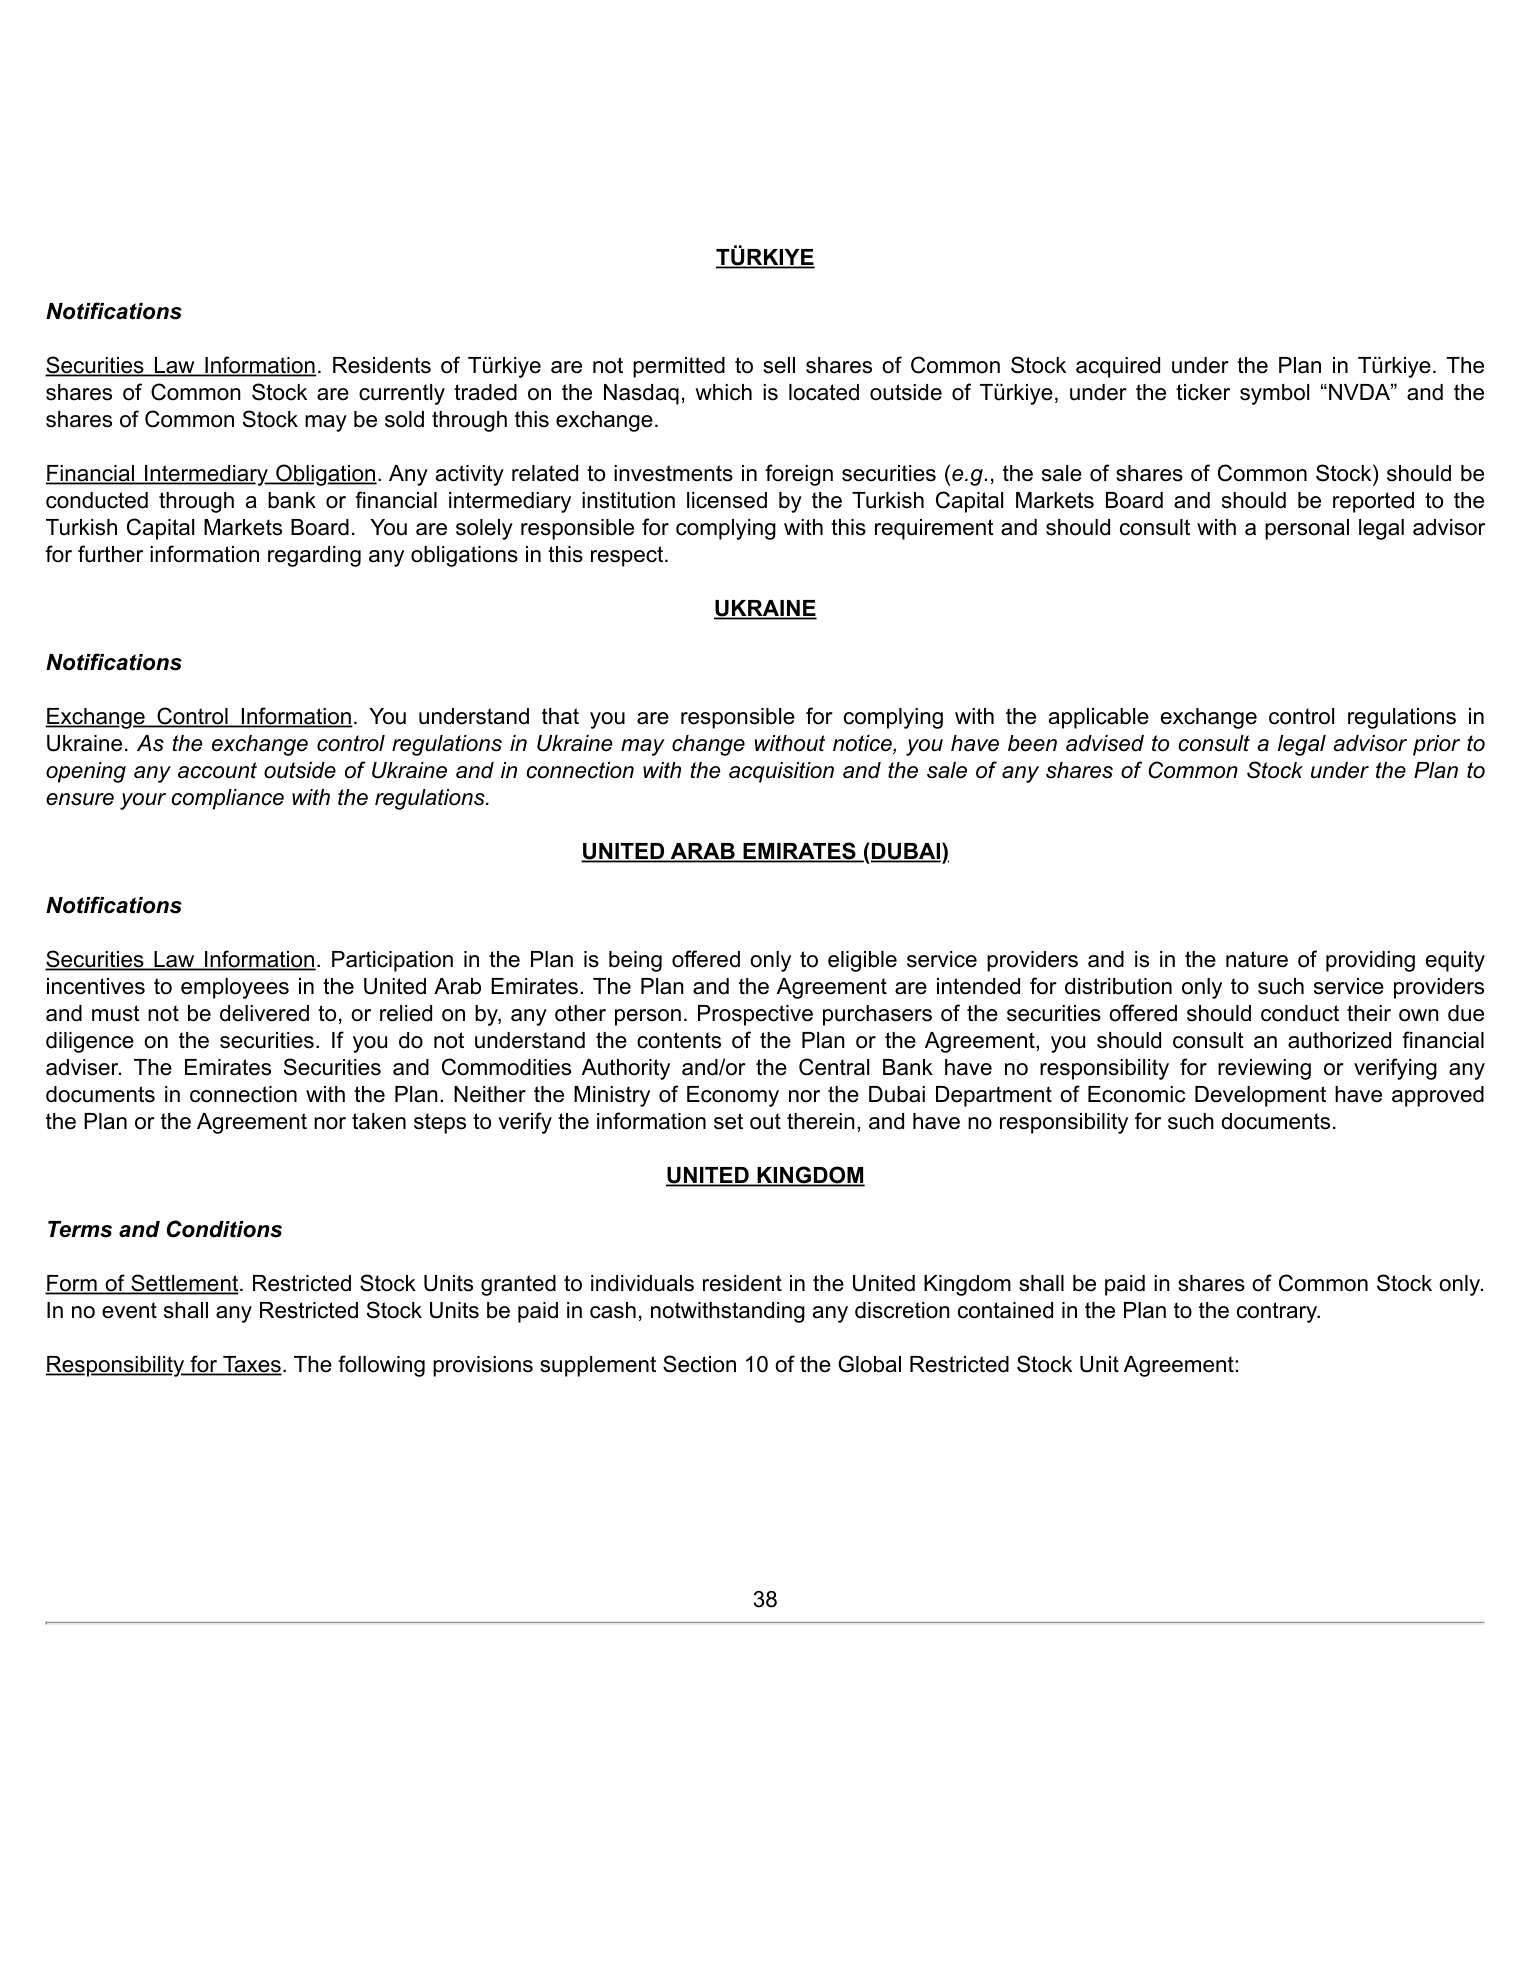 TÜRKIYE
Notifications
Securities Law Information. Residents of Türkiye are not permitted to sell shares of Common Stock acquired under the Plan in Türkiye. The
shares of Common Stock are currently traded on the Nasdaq, which is located outside of Türkiye, under the ticker symbol “NVDA” and the
shares of Common Stock may be sold through this exchange.
Financial Intermediary Obligation. Any activity related to investments in foreign securities (e.g., the sale of shares of Common Stock) should be
conducted through a bank or financial intermediary institution licensed by the Turkish Capital Markets Board and should be reported to the
Turkish Capital Markets Board.  You are solely responsible for complying with this requirement and should consult with a personal legal advisor
for further information regarding any obligations in this respect.
UKRAINE
Notifications
Exchange Control Information. You understand that you are responsible for complying with the applicable exchange control regulations in
Ukraine. As the exchange control regulations in Ukraine may change without notice, you have been advised to consult a legal advisor prior to
opening any account outside of Ukraine and in connection with the acquisition and the sale of any shares of Common Stock under the Plan to
ensure your compliance with the regulations.
UNITED ARAB EMIRATES (DUBAI)
Notifications
Securities Law Information. Participation in the Plan is being offered only to eligible service providers and is in the nature of providing equity
incentives to employees in the United Arab Emirates. The Plan and the Agreement are intended for distribution only to such service providers
and must not be delivered to, or relied on by, any other person. Prospective purchasers of the securities offered should conduct their own due
diligence on the securities. If you do not understand the contents of the Plan or the Agreement, you should consult an authorized financial
adviser. The Emirates Securities and Commodities Authority and/or the Central Bank have no responsibility for reviewing or verifying any
documents in connection with the Plan. Neither the Ministry of Economy nor the Dubai Department of Economic Development have approved
the Plan or the Agreement nor taken steps to verify the information set out therein, and have no responsibility for such documents.
UNITED KINGDOM
Terms and Conditions
Form of Settlement. Restricted Stock Units granted to individuals resident in the United Kingdom shall be paid in shares of Common Stock only.
In no event shall any Restricted Stock Units be paid in cash, notwithstanding any discretion contained in the Plan to the contrary.
Responsibility for Taxes. The following provisions supplement Section 10 of the Global Restricted Stock Unit Agreement:
38